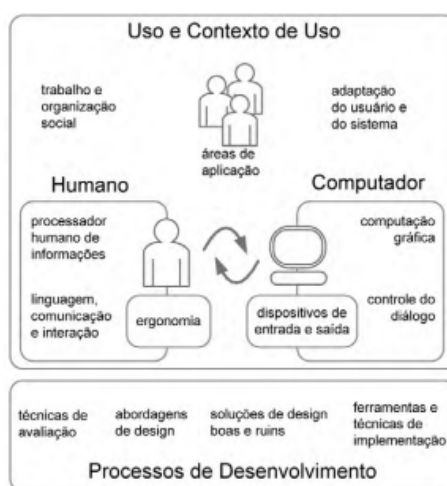 Uso e Contexto de Uso
trabalho e
organização
social
áreas de
aplicação
adaptação
do usuário e
do sistema
Humano
processador
humano de
informações
linguagem,
comunicação
e interação
ergonomia
Computador
computação
gráfica
dispositivos de
entrada e saída
controle do
diálogo
técnicas de
avaliação
abordagens
de design
soluções de design
boas e ruins
ferramentas e
técnicas de
implementação
Processos de Desenvolvimento